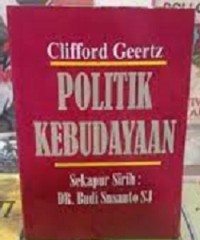 Clifford Geertz
POLITIK
KEBUDAYAAN
Sekapur Sirih :
DR. Budi Susanto SJ